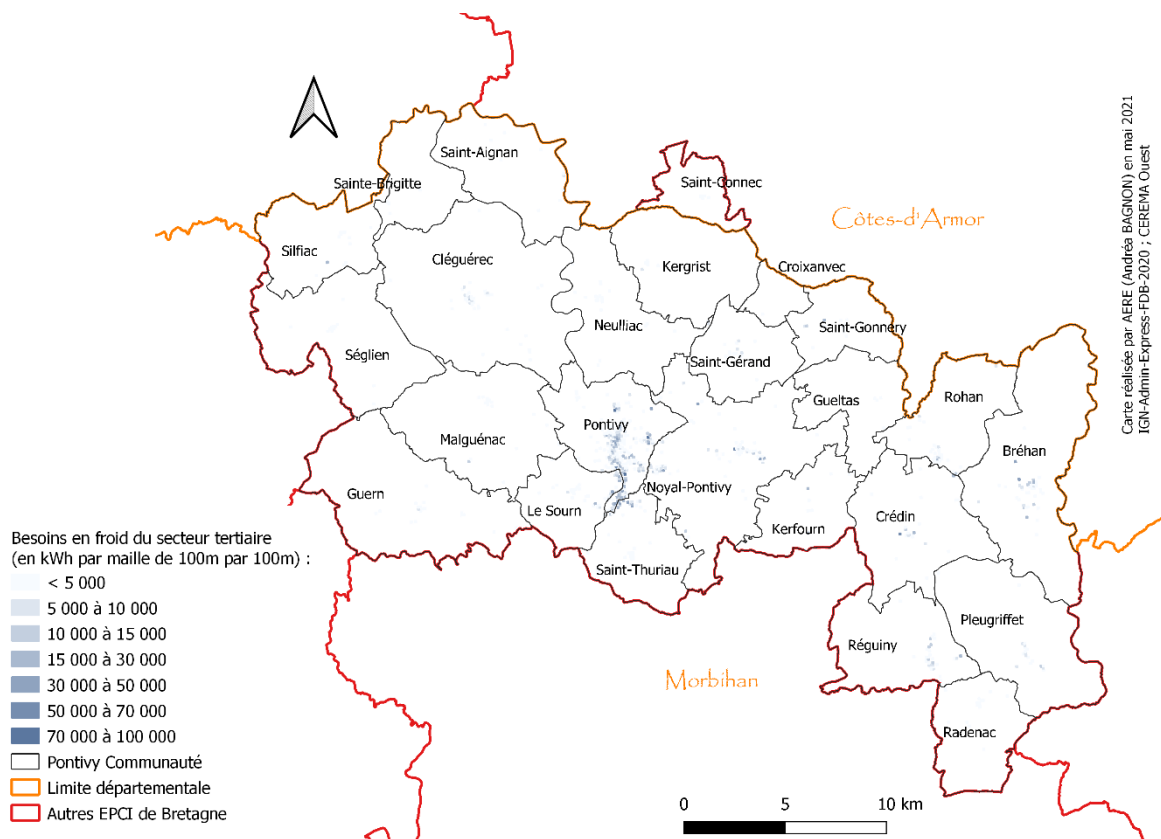 Saint-Aignan
Sainte-Brigitte
Saint-Connec
Côtes-d'Armor
Silfiac
Cléguérec
Kergrist
Croixanvec
Neulliac
Saint-Gonnery
Séglien
Saint-Gérand
Gueltas
Rohan
Pontivy
Malguénac
Bréhan
Guern
Noyal-Pontivy
Le Sourn
Kerfourn
Crédin
Saint-Thuriau
Pleugriffet
Réguiny
Morbihan
Radenac
Besoins en froid du secteur tertiaire
(en kWh par maille de 100m par 100m) :
< 5 000
5 000 à 10 000
10 000 à 15 000
15 000 à 30 000
30 000 à 50 000
50 000 à 70 000
70 000 à 100 000
Pontivy Communauté
Limite départementale
Autres EPCI de Bretagne
0 5 10 km
Carte réalisée par AERE (Andréa BAGNON) en mai 2021
IGN-Admin-Express-FDB-2020 ; CEREMA Ouest